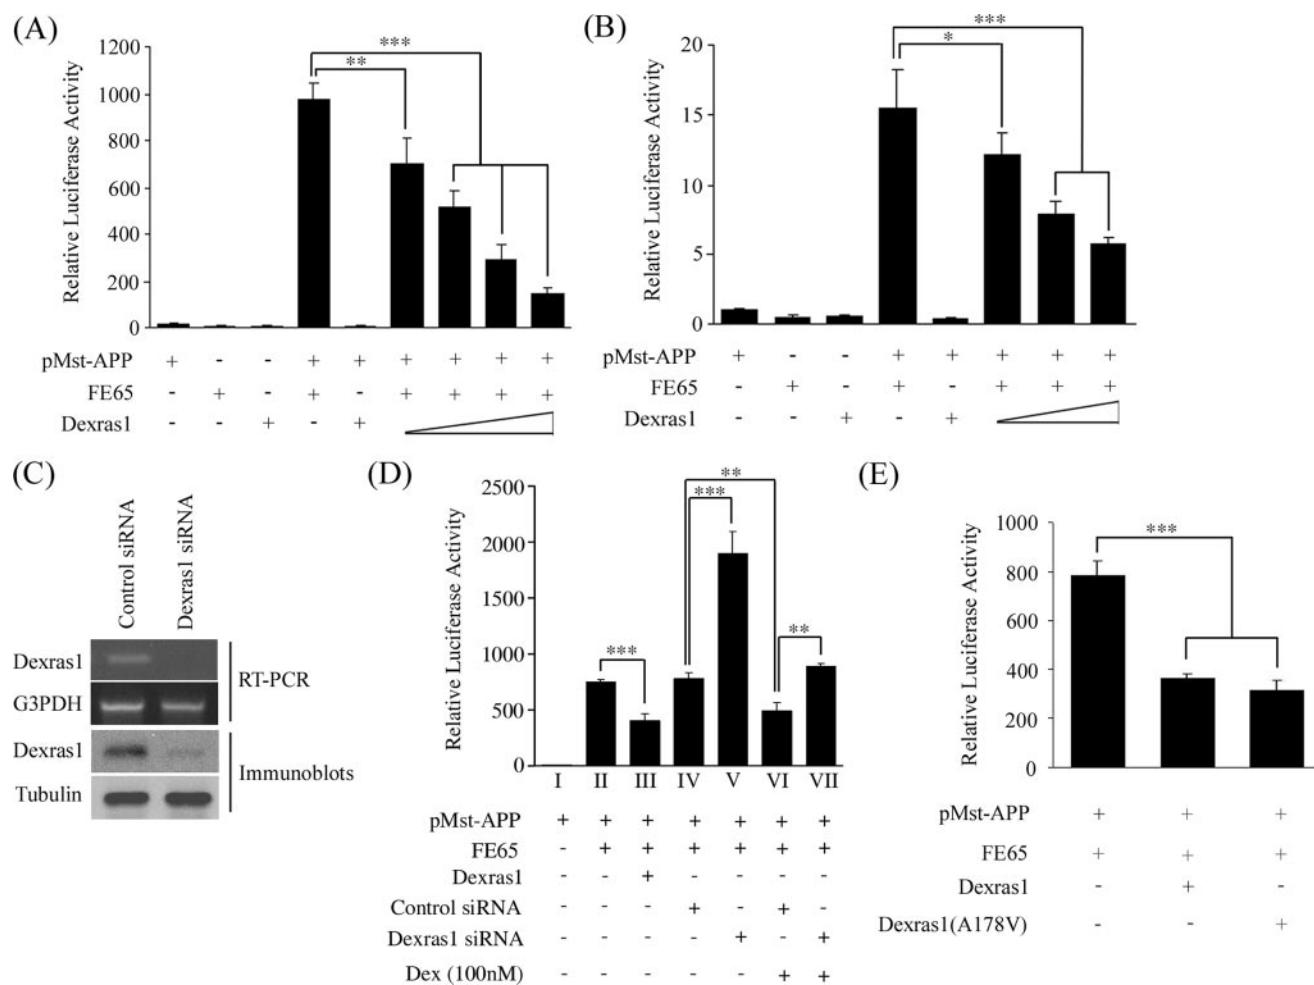 (A)
1200
1000
800
600
400
200
0
Relative Luciferase Activity
***
**
pMst-APP + - - + + + + + +
FE65 - + - + - + + + +
Dexras1 - - + - +
(B)
20
15
10
5
0
Relative Luciferase Activity
***
*
pMst-APP + - - + + + + +
FE65 - + - + - + + +
Dexras1 - - + - +
(C)
Control siRNA
Dexras1 siRNA
Dexras1
G3PDH
RT-PCR
Dexras1
Tubulin
Immunoblots
(D)
2500
2000
1500
1000
500
0
Relative Luciferase Activity
**
***
**
***
I II III IV V VI VII
pMst-APP + + + + + + +
FE65 - + + + + + +
Dexras1 - - + - - - -
Control siRNA - - - + - + -
Dexras1 siRNA - - - - + - +
Dex (100nM) - - - - - + +
(E)
1000
800
600
400
200
0
Relative Luciferase Activity
***
pMst-APP + + +
FE65 + + +
Dexras1 - + -
Dexras1(A178V) - - +